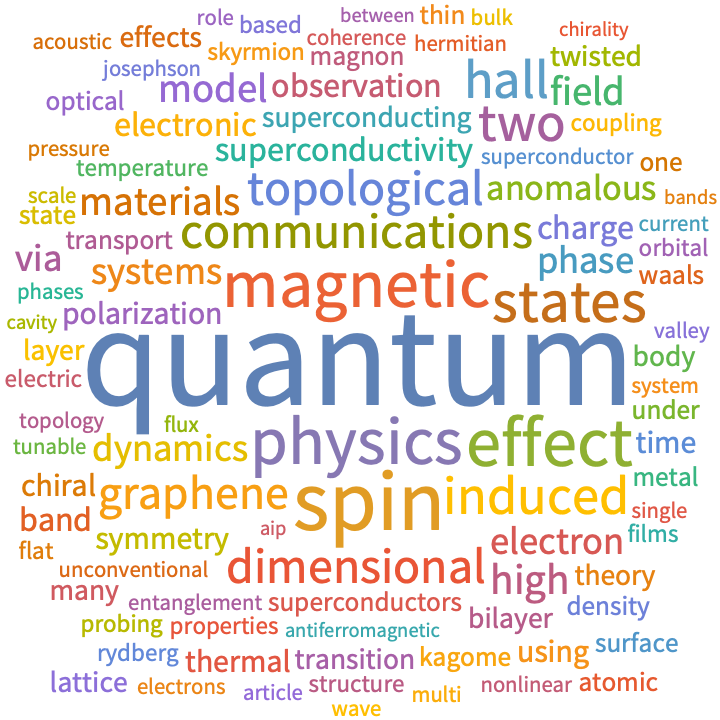 role based between thin bulk
acoustic effects skyrmion coherence hermitian chirality
josephson magnon twisted
optical model observation hall field
electronic superconducting two coupling
pressure superconductivity superconductor one
temperature topological anomalous bands
scale materials
state communications charge current
via transport phase orbital
systems magnetic states waals
phases polarization
cavity quantum valley
layer body
electric system
topology flux under
tunable dynamics physics effect time
chiral graphene spin induced metal
band single
symmetry aip electron films
flat dimensional high theory
unconventional
many entanglement superconductors bilayer density
probing properties antiferromagnetic surface
rydberg thermal transition kagome using
lattice electrons article structure nonlinear atomic
wave multi